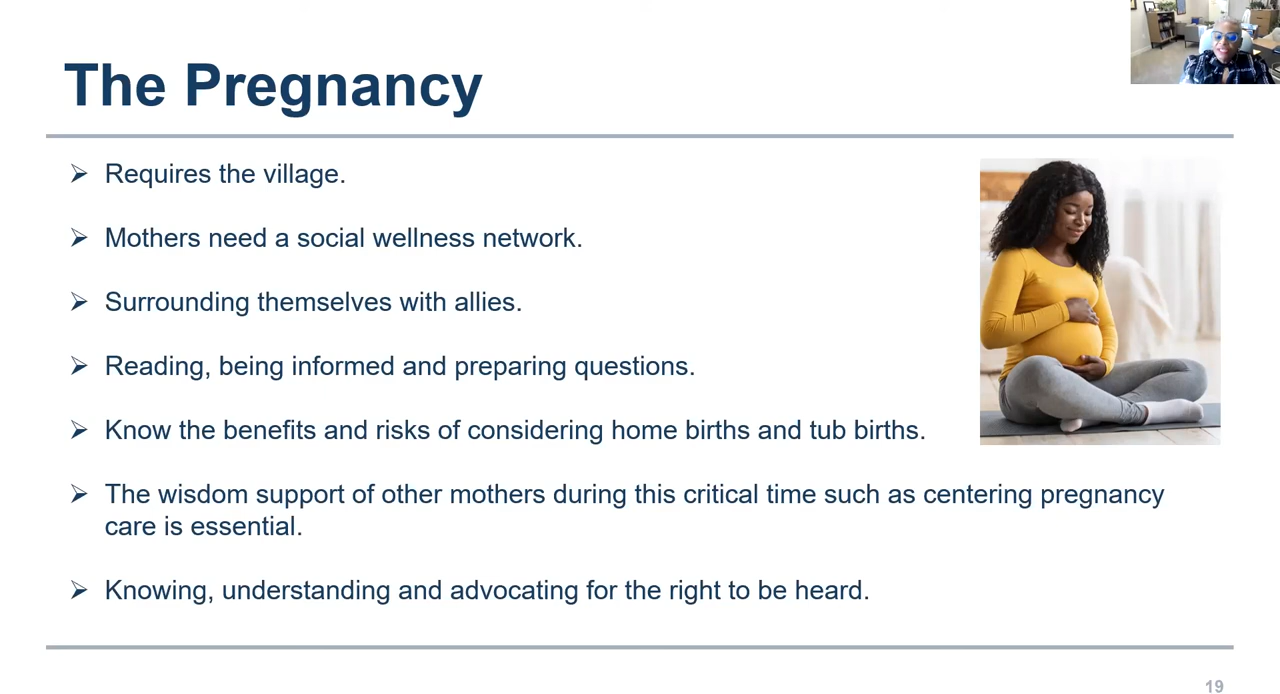 The Pregnancy
➢ Requires the village.
➢ Mothers need a social wellness network.
➢ Surrounding themselves with allies.
➢ Reading, being informed and preparing questions.
➢ Know the benefits and risks of considering home births and tub births.
➢ The wisdom support of other mothers during this critical time such as centering pregnancy
care is essential.
➢ Knowing, understanding and advocating for the right to be heard.
19